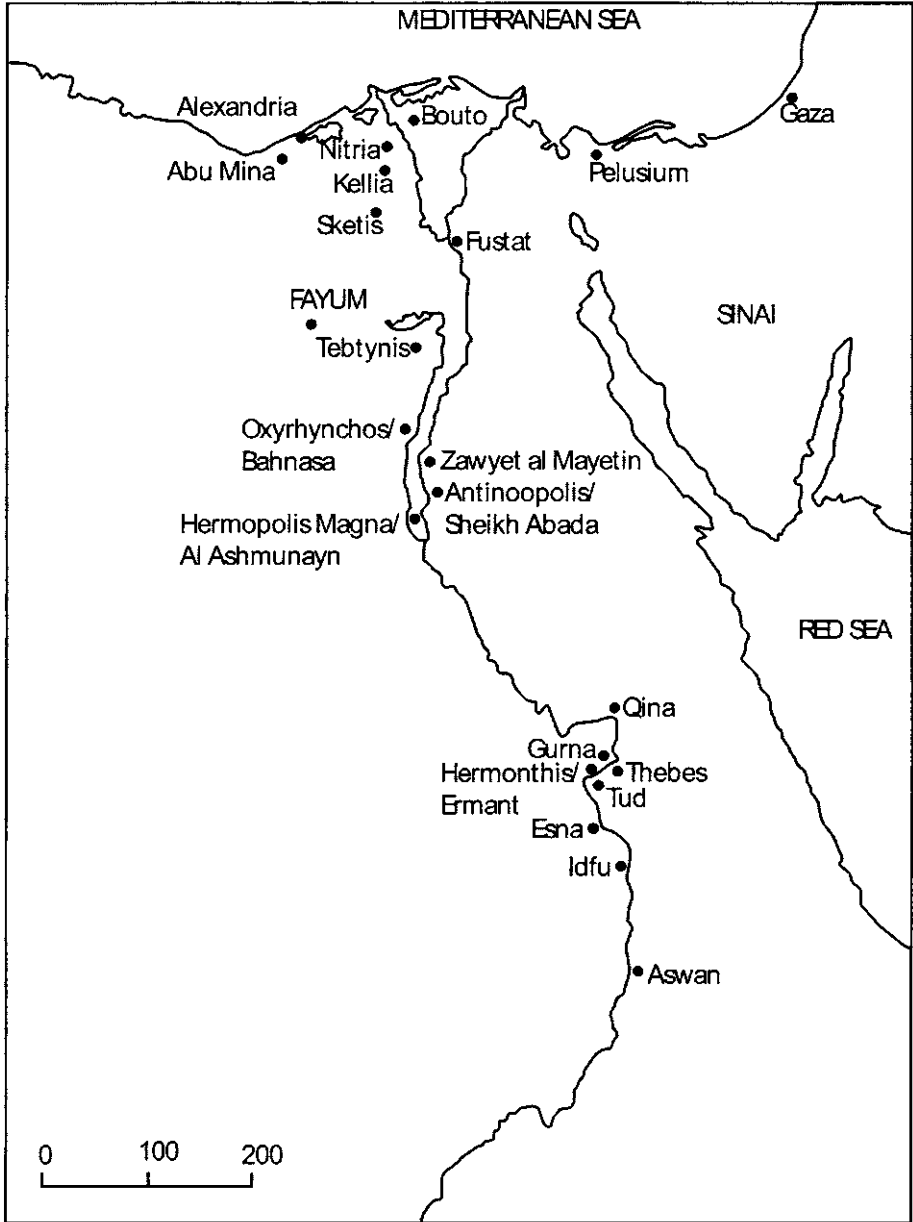 MEDITERRANEAN SEA
Alexandria
Bouto
Gaza
Nitria
Abu Mina
Pelusium
Kellia
Sketis
Fustat
FAYUM
SINAI
Tebtynis
Oxyrhynchos/
Bahnasa
Zawyet al Mayetin
Antinoopolis/
Sheikh Abada
Hermopolis Magna/
Al Ashmunayn
RED SEA
Qina
Gurna
Hermonthis/
Ermant
Thebes
Tud
Esna
Idfu
Aswan
0 100 200